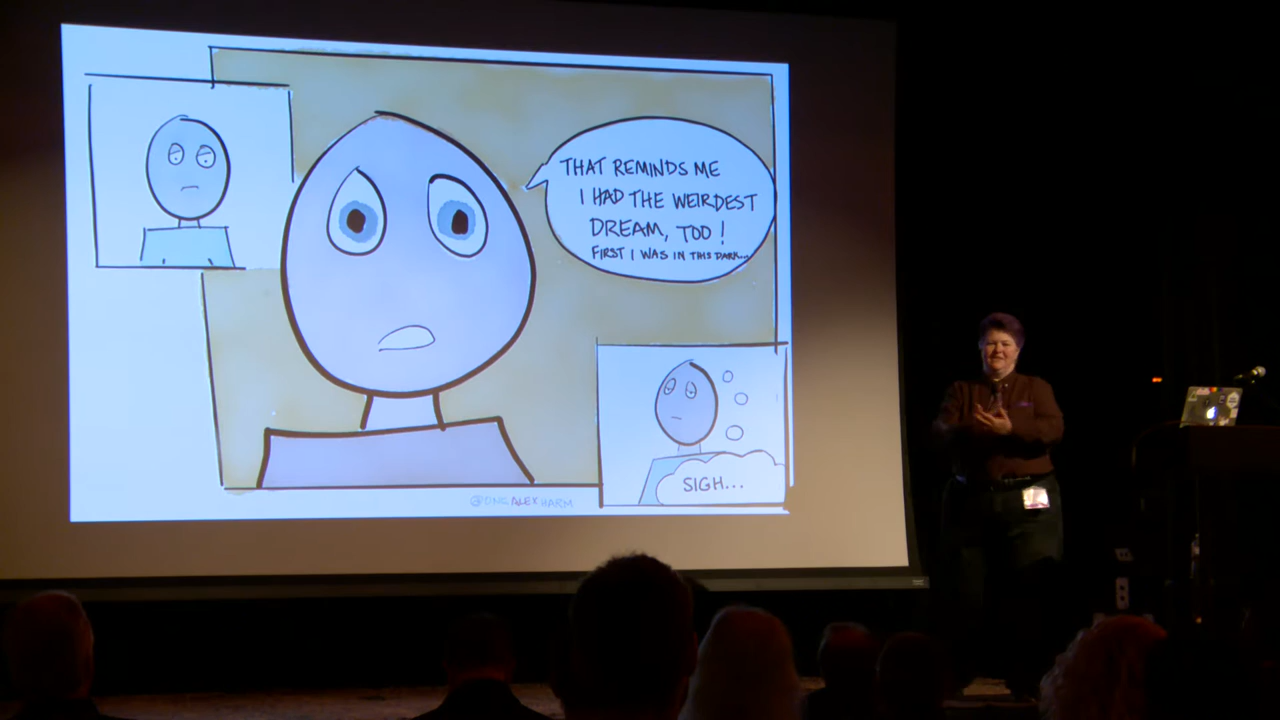 THAT REMINDS ME
I HAD THE WEIRDEST
DREAM, TOO!
FIRST I WAS IN THIS DARK...
SIGH...